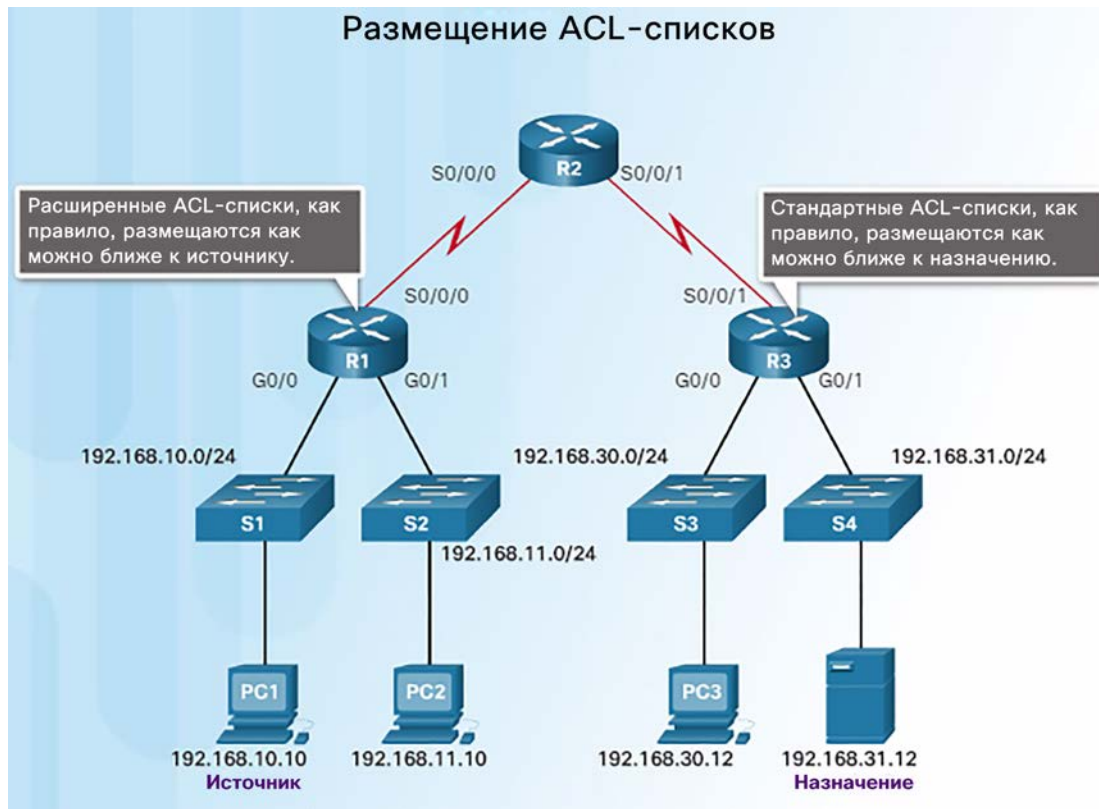 Размещение ACL-списков
R2
S0/0/0
S0/0/1
Расширенные ACL-списки, как
правило, размещаются как
можно ближе к источнику.
Стандартные ACL-списки, как
правило, размещаются как
можно ближе к назначению.
S0/0/0
S0/0/1
R1
R3
G0/0
G0/1
G0/0
G0/1
192.168.10.0/24
192.168.30.0/24
192.168.31.0/24
S1
S2
S3
S4
192.168.11.0/24
PC1
PC2
PC3
192.168.10.10
192.168.11.10
192.168.30.12
192.168.31.12
Источник
Назначение